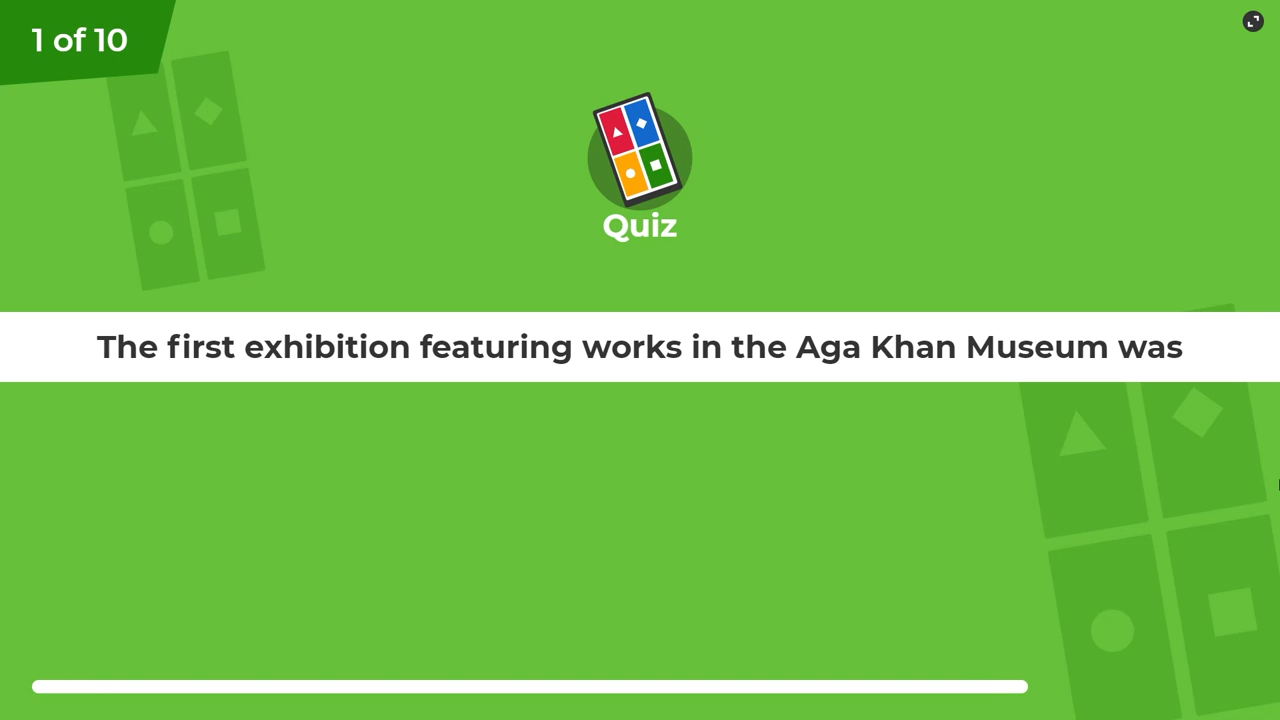 1 of 10
Quiz
The first exhibition featuring works in the Aga Khan Museum was